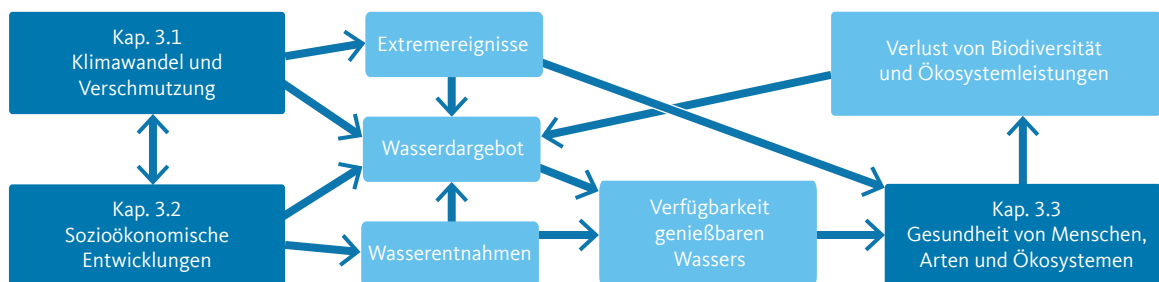 Kap. 3.1
Klimawandel und
Verschmutzung
Extremereignisse
Verlust von Biodiversität
und Ökosystemleistungen
Wasserdargebot
Kap. 3.2
Sozioökonomische
Entwicklungen
Wasserentnahmen
Verfügbarkeit
genießbaren
Wassers
Kap. 3.3
Gesundheit von Menschen,
Arten und Ökosystemen